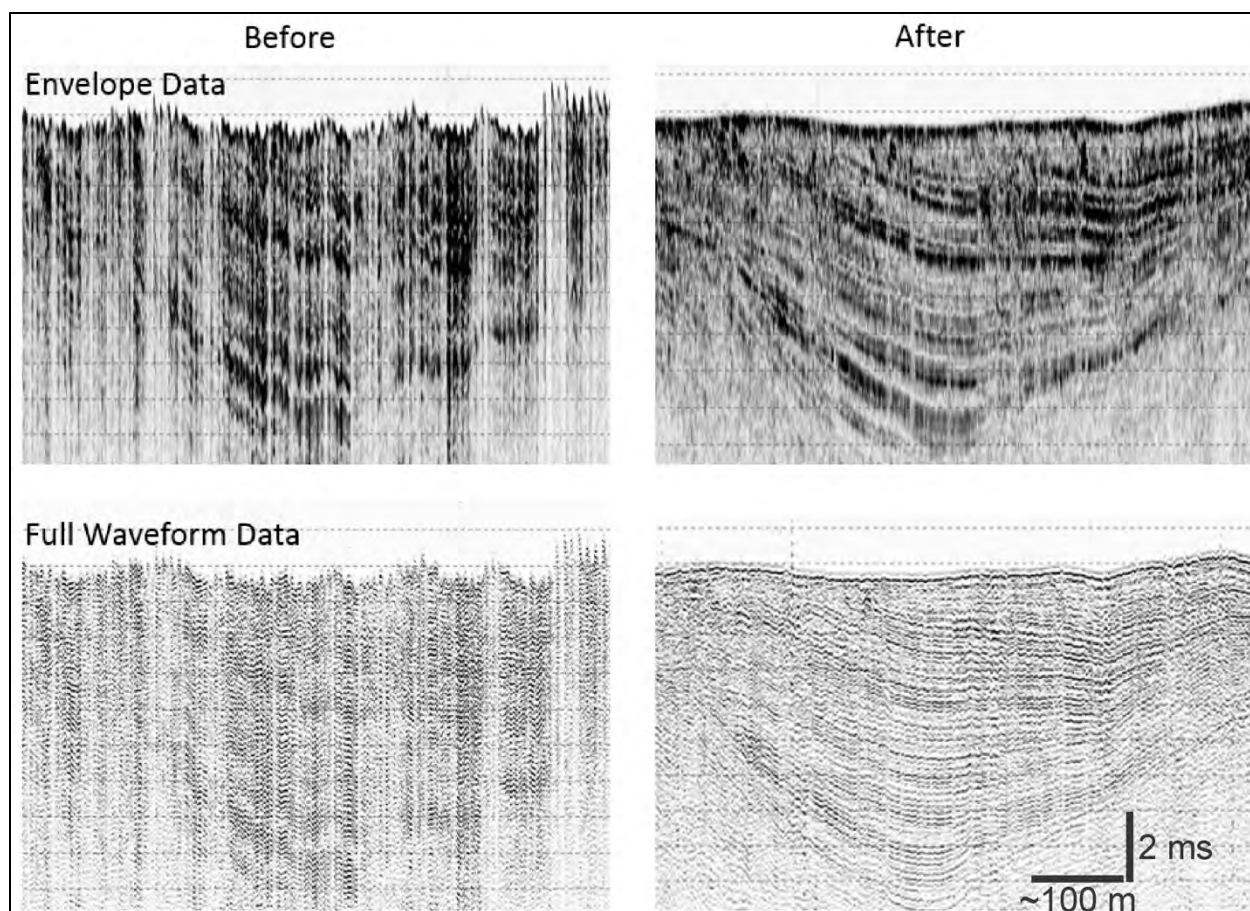 Before
After
Envelope Data
Full Waveform Data
2 ms
~100 m